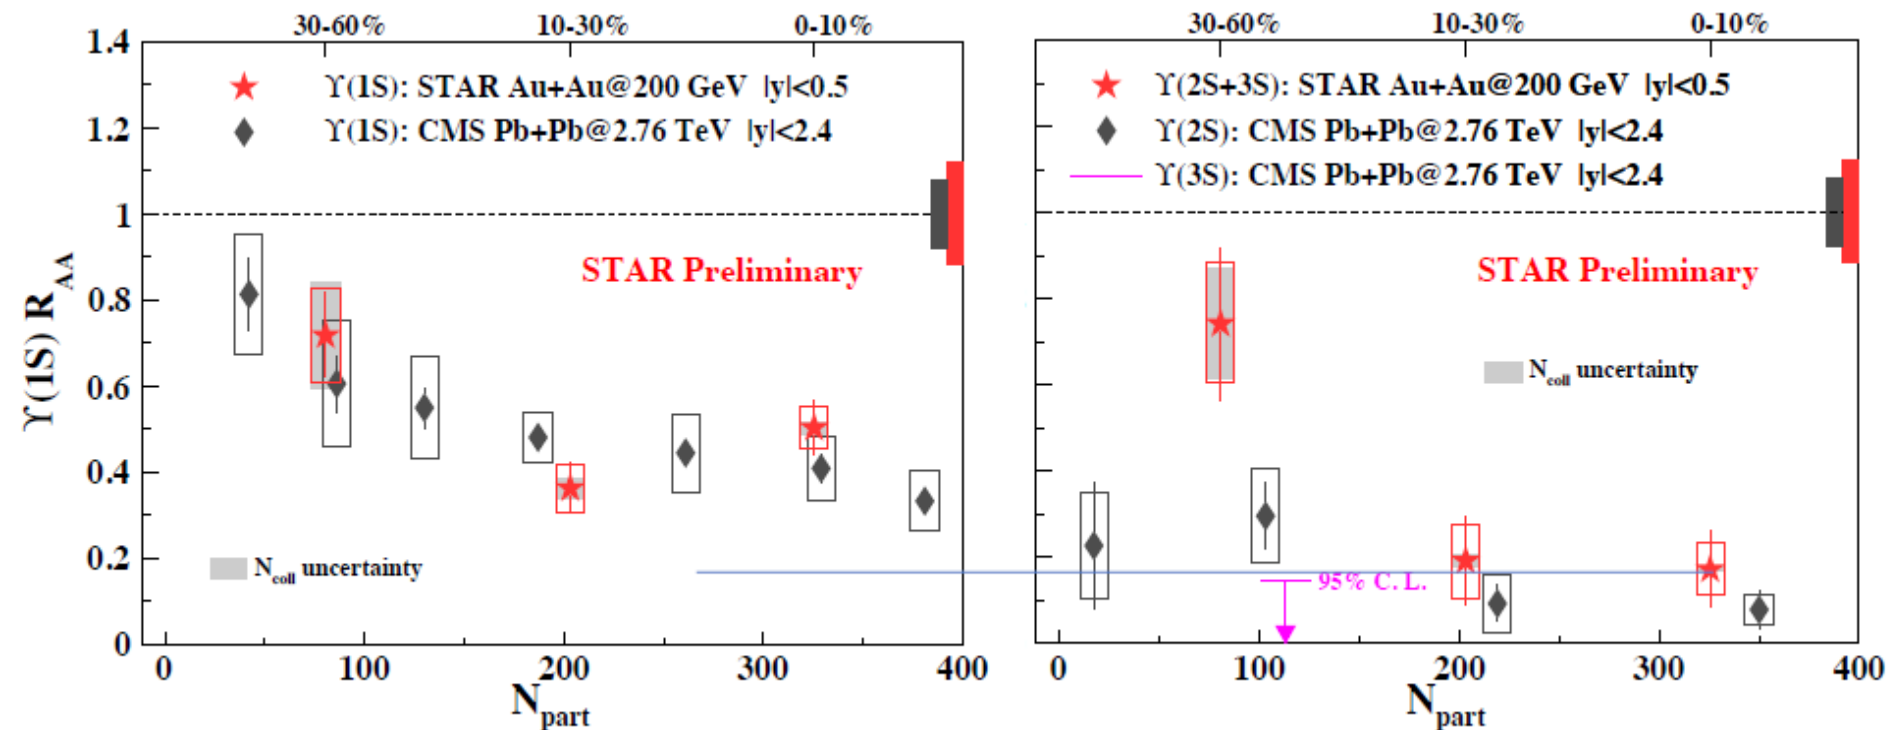 30-60% 10-30% 0-10%
1.4
1.2
1
0.8
0.6
0.4
0.2
0
ϒ(1S) R_AA
ϒ(1S): STAR Au+Au@200 GeV |y|<0.5
ϒ(1S): CMS Pb+Pb@2.76 TeV |y|<2.4
STAR Preliminary
N_coll uncertainty
0 100 200 300 400
N_part
30-60% 10-30% 0-10%
ϒ(2S+3S): STAR Au+Au@200 GeV |y|<0.5
ϒ(2S): CMS Pb+Pb@2.76 TeV |y|<2.4
ϒ(3S): CMS Pb+Pb@2.76 TeV |y|<2.4
STAR Preliminary
N_coll uncertainty
95% C. L.
0 100 200 300 400
N_part